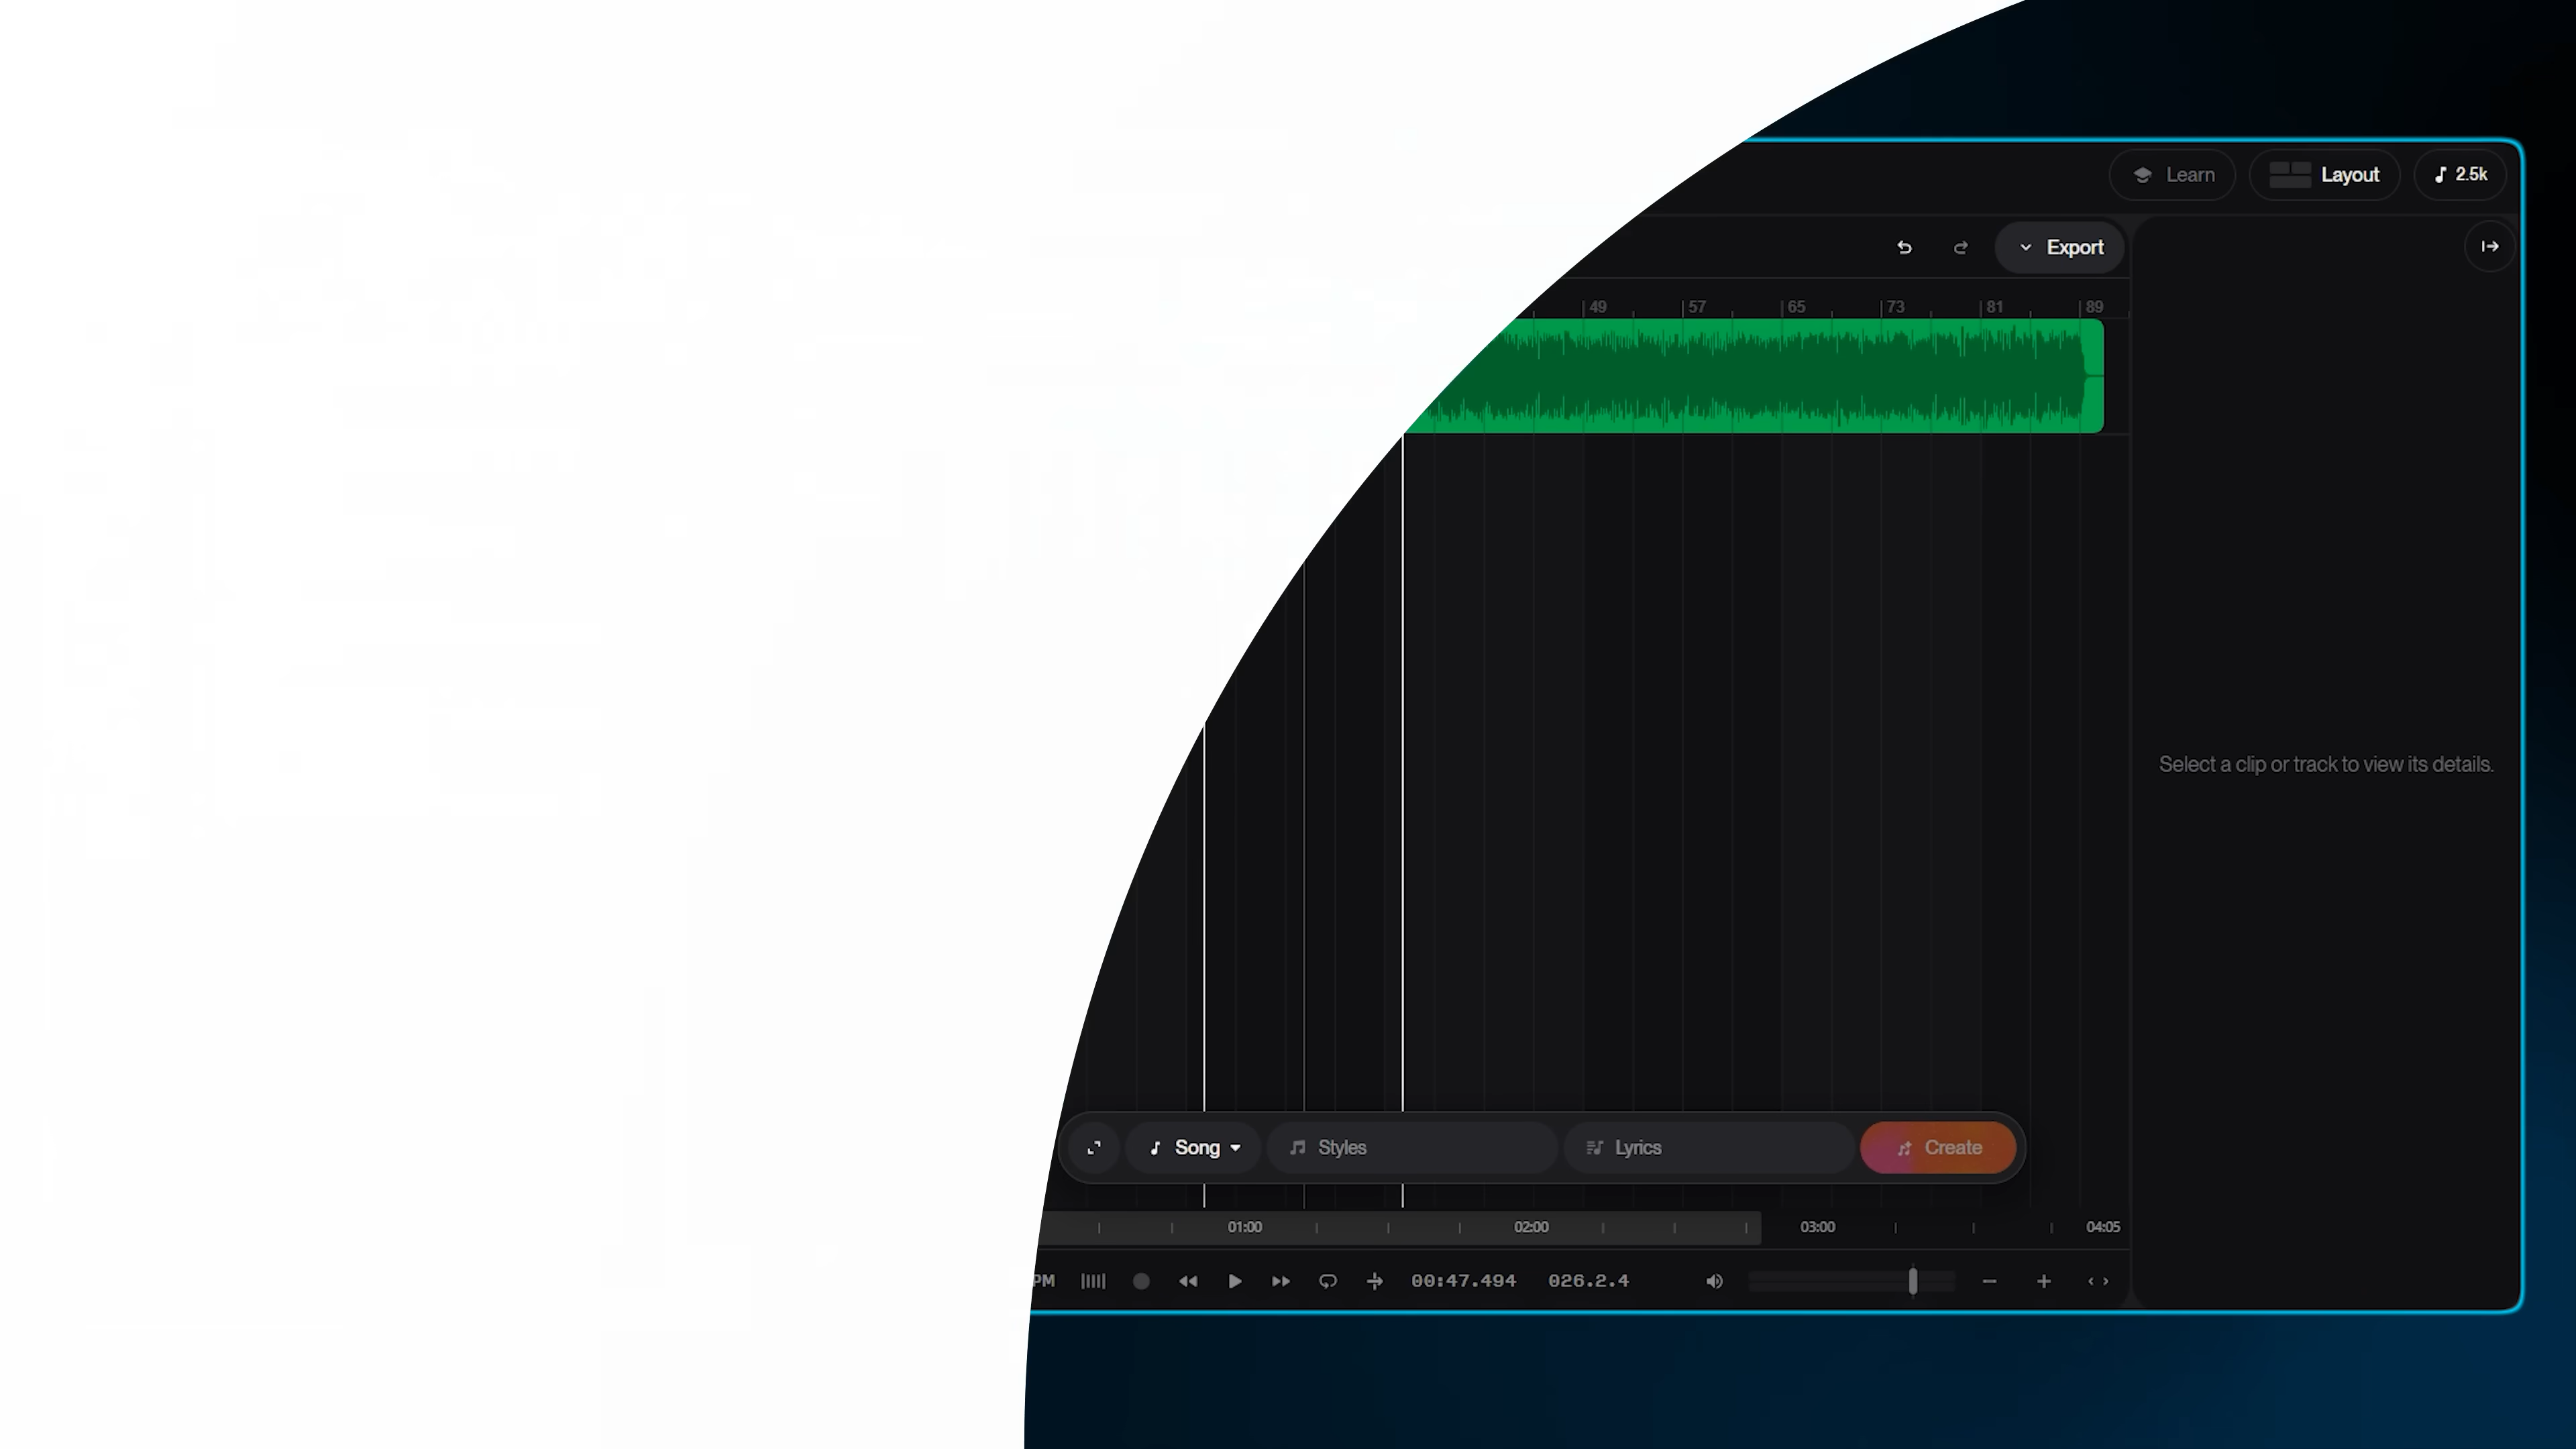 Learn
Layout
2.5k
Export
49 57 65 73 81 89
Select a clip or track to view its details.
Song
Styles
Lyrics
Create
01:00 02:00 03:00 04:05
PM
00:47.494
026.2.4